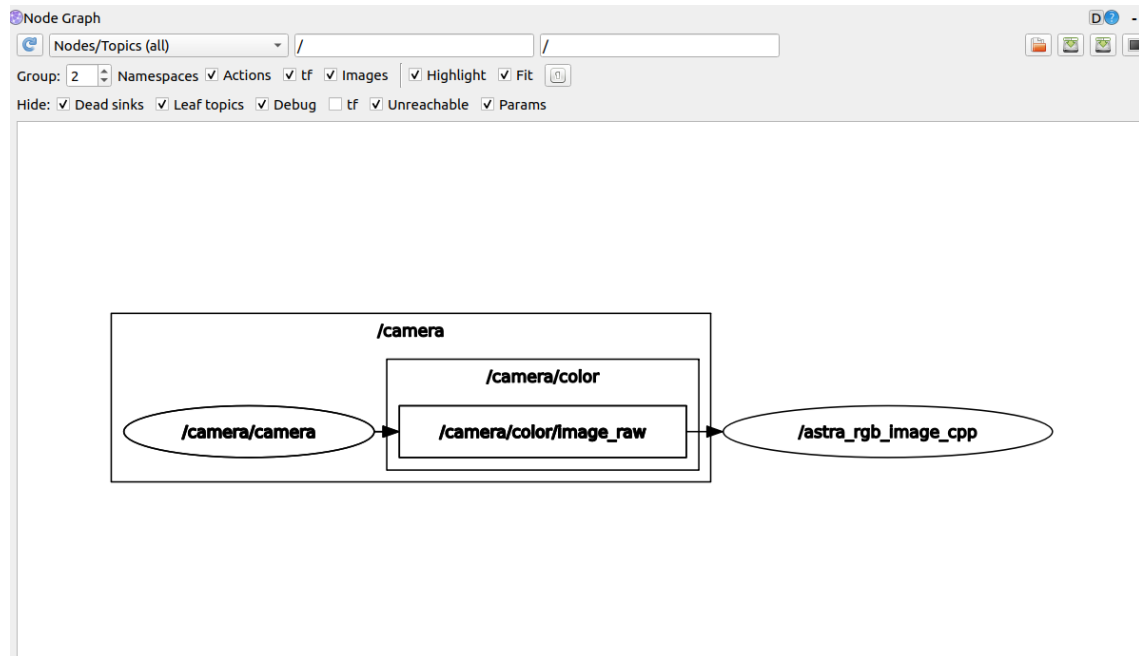 Node Graph
D
Nodes/Topics (all) / /
Group: 2 Namespaces Actions tf Images Highlight Fit
Hide: Dead sinks Leaf topics Debug tf Unreachable Params
/camera
/camera/color
/camera/camera /camera/color/image_raw /astra_rgb_image_cpp